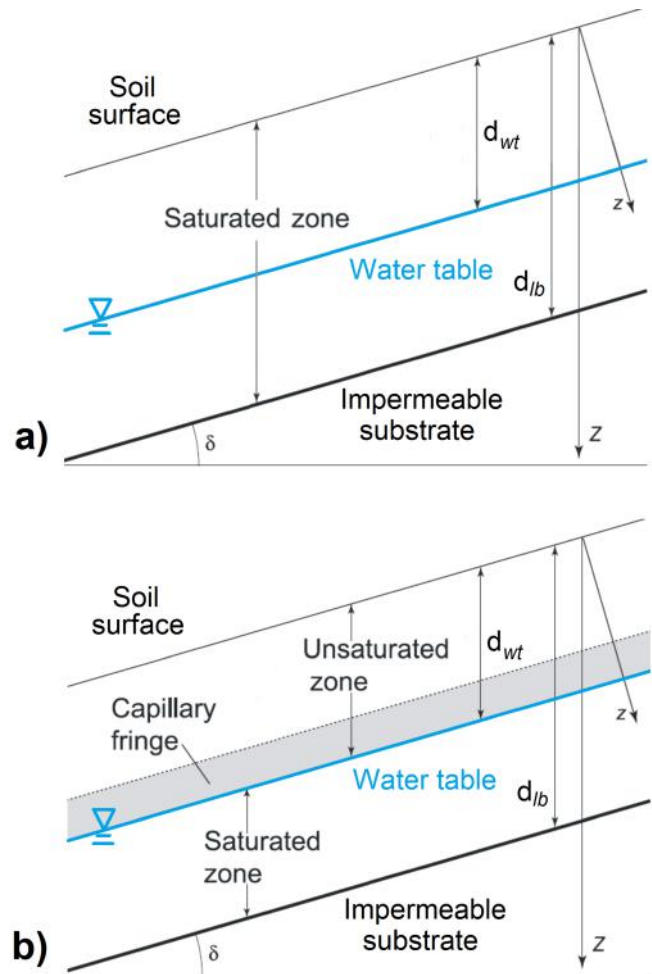 Soil
surface
d_wt
Saturated zone
z
Water table
d_lb
Impermeable
substrate
a)
δ
Z
Soil
surface
Unsaturated
zone
d_wt
Capillary
fringe
z
Water table
d_lb
Saturated
zone
Impermeable
substrate
b)
δ
Z